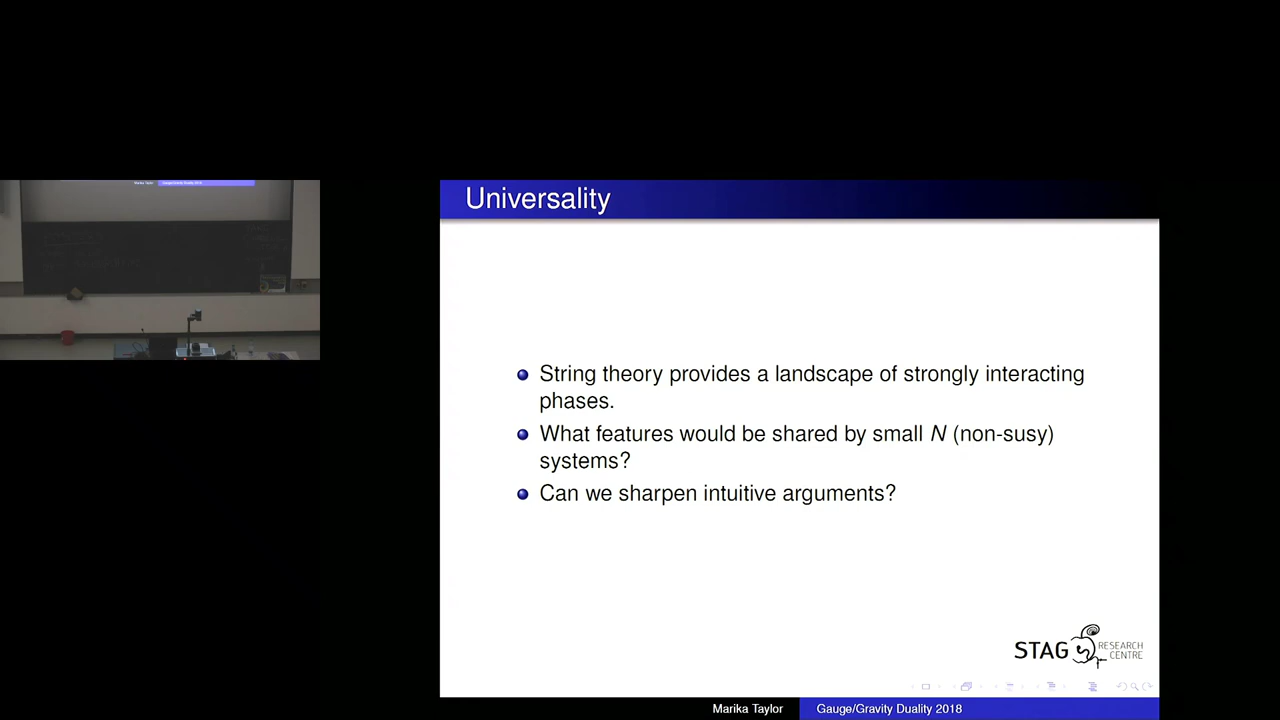 Universality
String theory provides a landscape of strongly interacting
phases.
What features would be shared by small N (non-susy)
systems?
Can we sharpen intuitive arguments?
STAG RESEARCH
CENTRE
Marika Taylor Gauge/Gravity Duality 2018